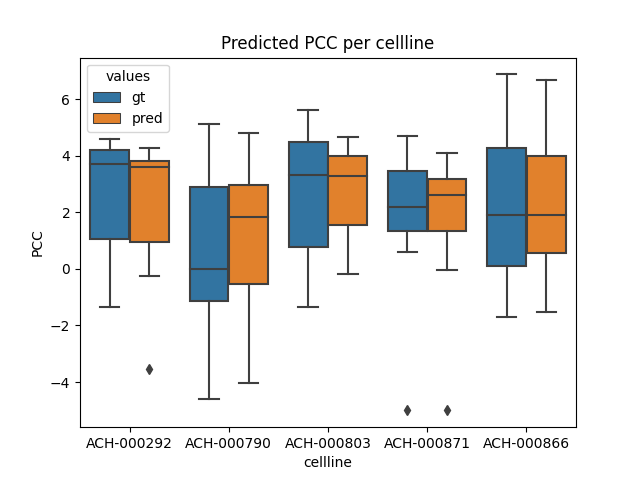 Predicted PCC per cellline
values
gt
pred
6
4
2
0
−2
−4
PCC
ACH-000292 ACH-000790 ACH-000803 ACH-000871 ACH-000866
cellline